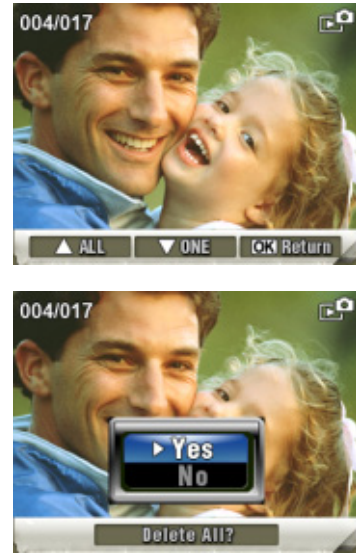 004/017
▲ ALL ▼ ONE OK Return
004/017
Yes
No
Delete All?